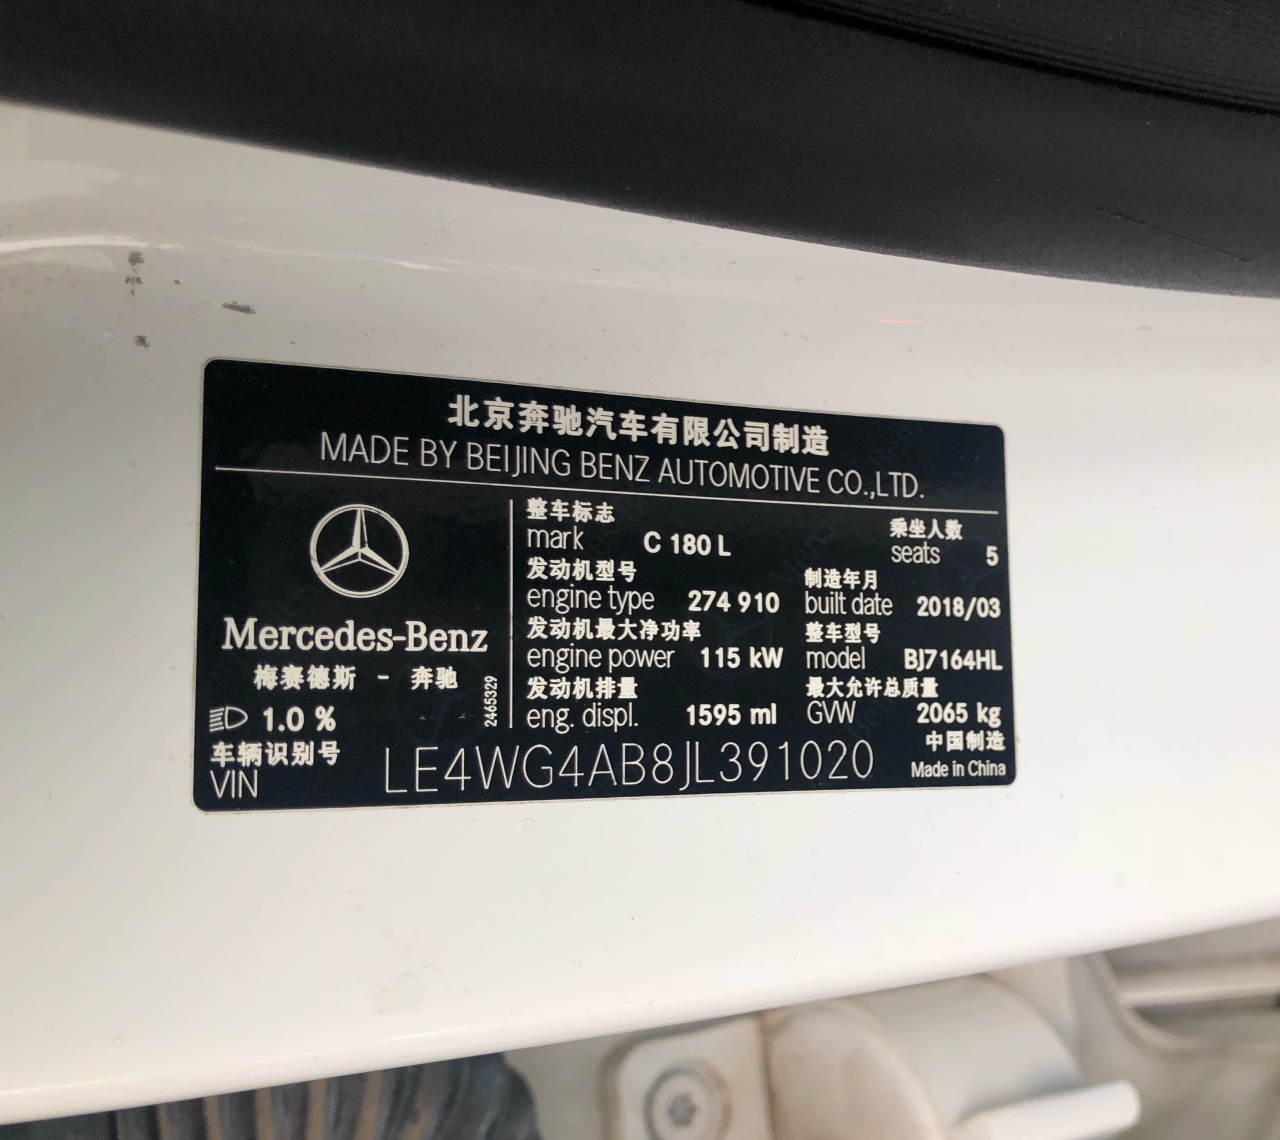 北京奔驰汽车有限公司制造
MADE BY BEIJING BENZ AUTOMOTIVE CO.,LTD.
Mercedes-Benz
梅赛德斯 - 奔驰
1.0 %
2465329
整车标志
mark C 180 L
乘坐人数
seats 5
发动机型号
engine type 274 910
制造年月
built date 2018/03
发动机最大净功率
engine power 115 kW
整车型号
model BJ7164HL
发动机排量
eng. displ. 1595 ml
最大允许总质量
GVW 2065 kg
车辆识别号
VIN LE4WG4AB8JL391020
中国制造
Made in China